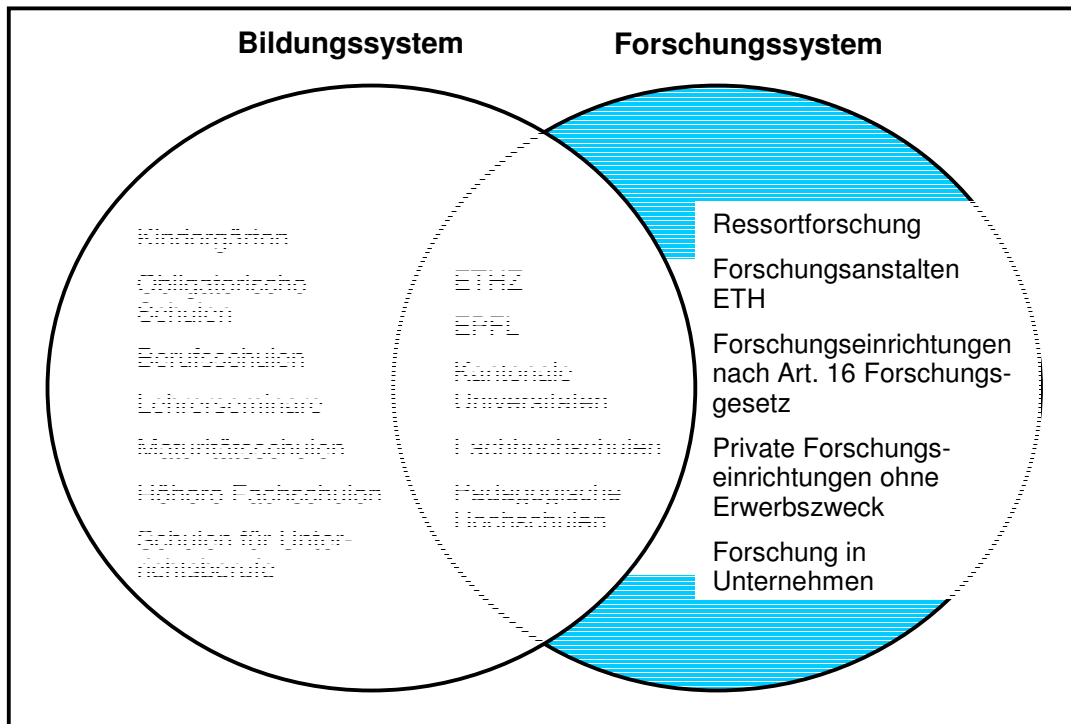 Bildungssystem
Forschungssystem
Kindergärten
Obligatorische
Schulen
Berufsschulen
Lehrerseminare
Maturitätsschulen
Höhere Fachschulen
Schulen für Unter-
richtsberufe
ETHZ
EPFL
Kantonale
Universitäten
Fachhochschulen
Pädagogische
Hochschulen
Ressortforschung
Forschungsanstalten
ETH
Forschungseinrichtungen
nach Art. 16 Forschungs-
gesetz
Private Forschungs-
einrichtungen ohne
Erwerbszweck
Forschung in
Unternehmen